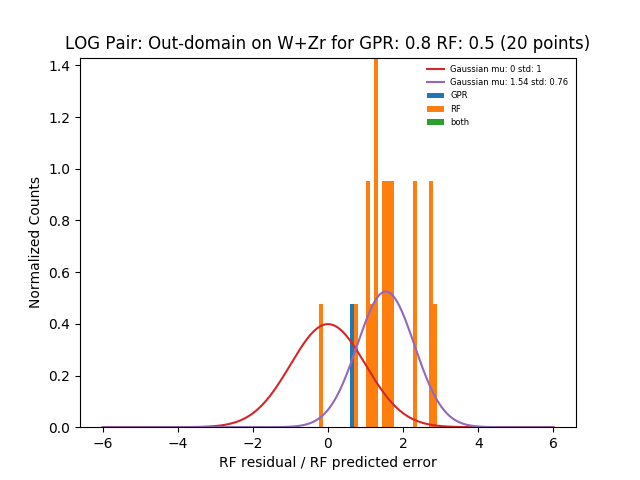 LOG Pair: Out-domain on W+Zr for GPR: 0.8 RF: 0.5 (20 points)
Gaussian mu: 0 std: 1
Gaussian mu: 1.54 std: 0.76
GPR
RF
both
Normalized Counts
1.4
1.2
1.0
0.8
0.6
0.4
0.2
0.0
−6 −4 −2 0 2 4 6
RF residual / RF predicted error